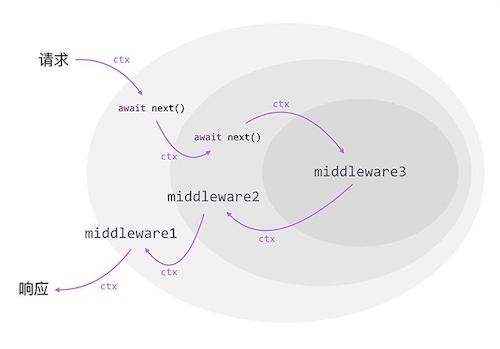 请求
ctx
await next()
ctx
await next()
ctx
middleware3
ctx
middleware2
ctx
middleware1
ctx
响应